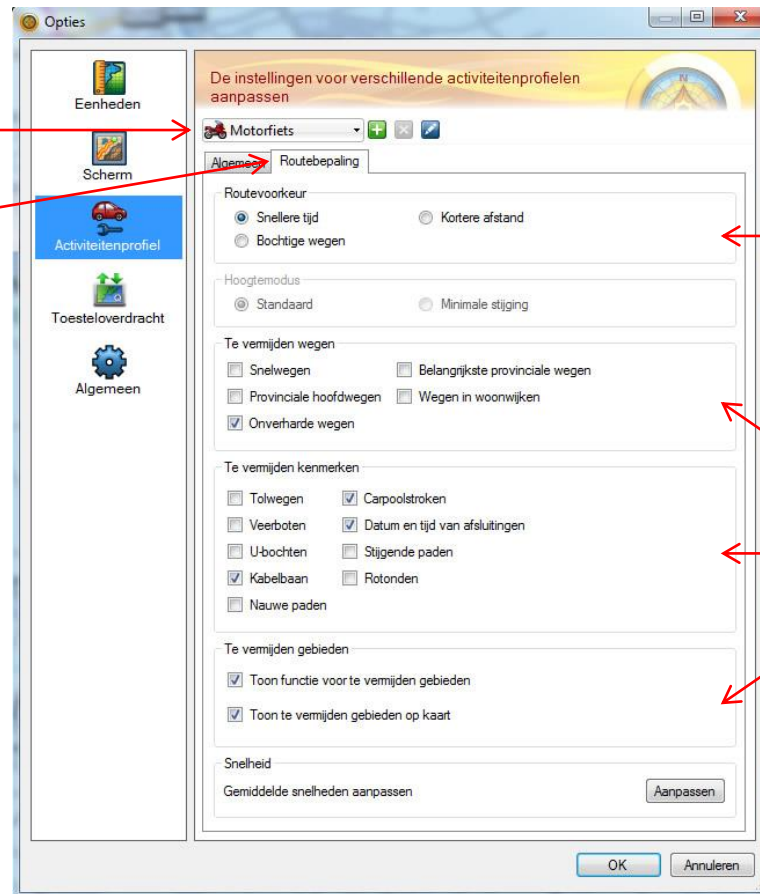 Opties
Eenheden
Scherm
Activiteitenprofiel
Toesteloverdracht
Algemeen
De instellingen voor verschillende activiteitenprofielen
aanpassen
Motorfiets
Algemeen Routebepaling
Routevoorkeur
Snellere tijd Kortere afstand
Bochtige wegen
Hoogtemodus
Standaard Minimale stijging
Te vermijden wegen
Snelwegen Belangrijkste provinciale wegen
Provinciale hoofdwegen Wegen in woonwijken
Onverharde wegen
Te vermijden kenmerken
Tolwegen Carpoolstroken
Veerboten Datum en tijd van afsluitingen
U-bochten Stijgende paden
Kabelbaan Rotonden
Nauwe paden
Te vermijden gebieden
Toon functie voor te vermijden gebieden
Toon te vermijden gebieden op kaart
Snelheid
Gemiddelde snelheden aanpassen Aanpassen
OK Annuleren